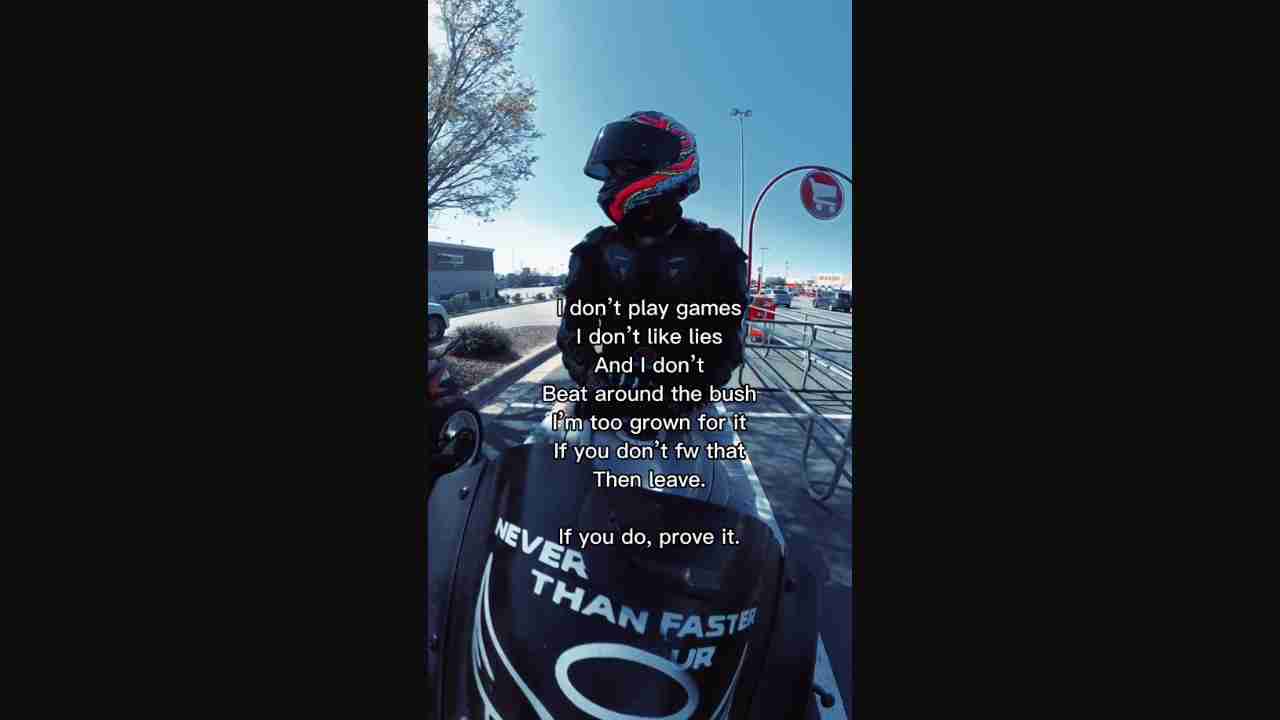 I don't play games
I don't like lies
And I don't
Beat around the bush
I'm too grown for it
If you don't fw that
Then leave.
If you do, prove it.
NEVER
THAN FASTER
UR